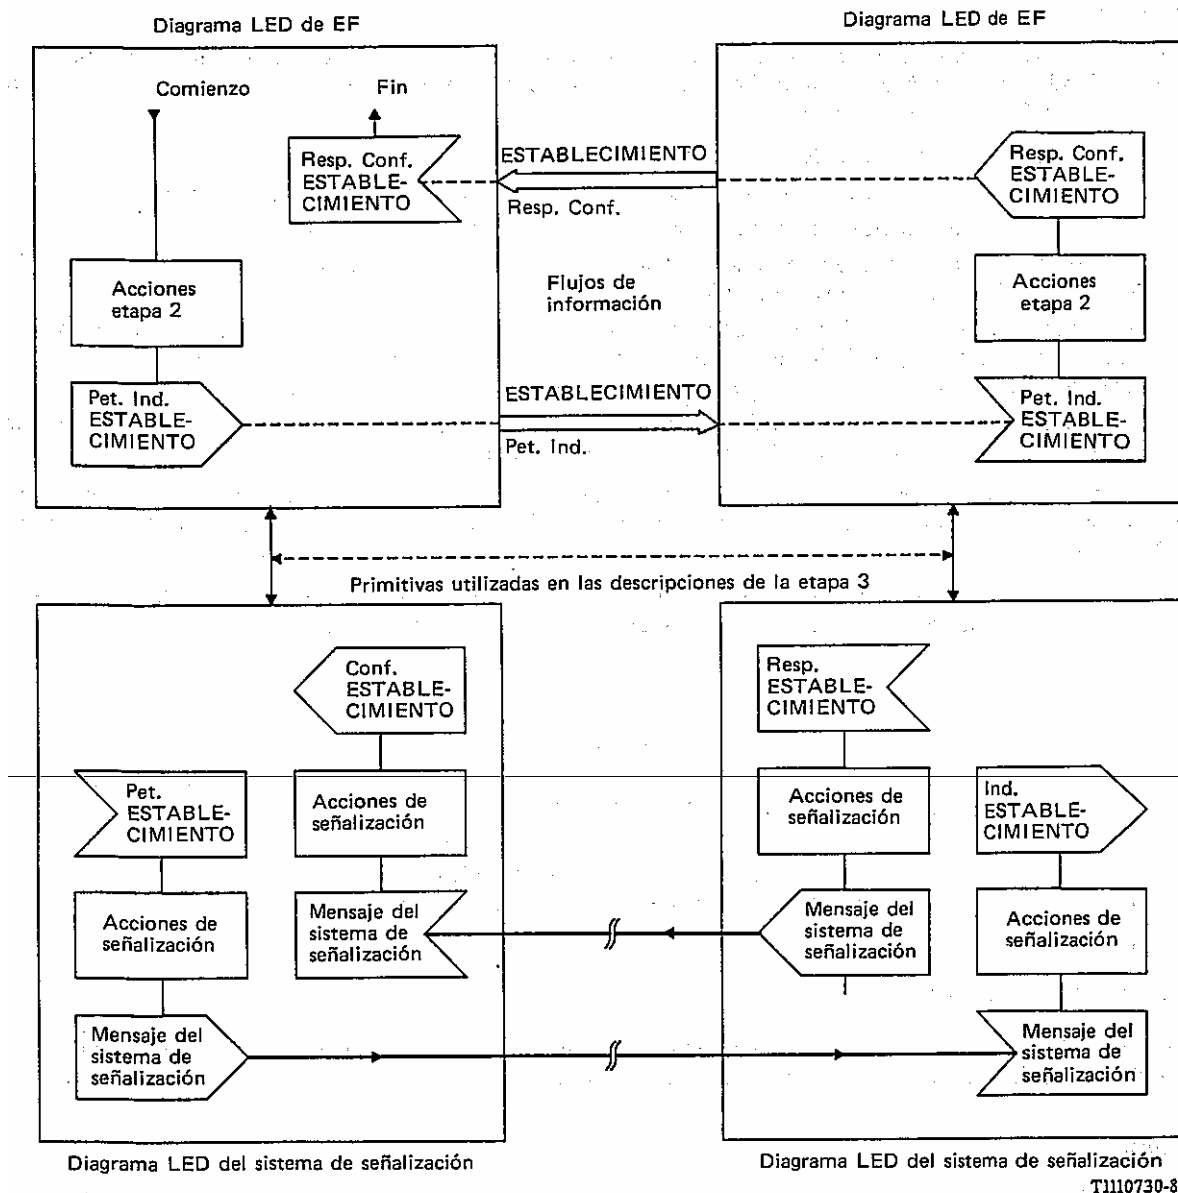 Diagrama LED de EF
Diagrama LED de EF
Comienzo
Fin
Resp. Conf.
ESTABLE-
CIMIENTO
ESTABLECIMIENTO
Resp. Conf.
Resp. Conf.
ESTABLE-
CIMIENTO
Acciones
etapa 2
Flujos de
información
Acciones
etapa 2
Pet. Ind.
ESTABLE-
CIMIENTO
ESTABLECIMIENTO
Pet. Ind.
Pet. Ind.
ESTABLE-
CIMIENTO
Primitivas utilizadas en las descripciones de la etapa 3
Conf.
ESTABLE-
CIMIENTO
Resp.
ESTABLE-
CIMIENTO
Pet.
ESTABLE-
CIMIENTO
Acciones de
señalización
Acciones de
señalización
Ind.
ESTABLE-
CIMIENTO
Acciones de
señalización
Mensaje del
sistema de
señalización
Mensaje del
sistema de
señalización
Acciones de
señalización
Mensaje del
sistema de
señalización
Mensaje del
sistema de
señalización
Diagrama LED del sistema de señalización
Diagrama LED del sistema de señalización
T1110730-8